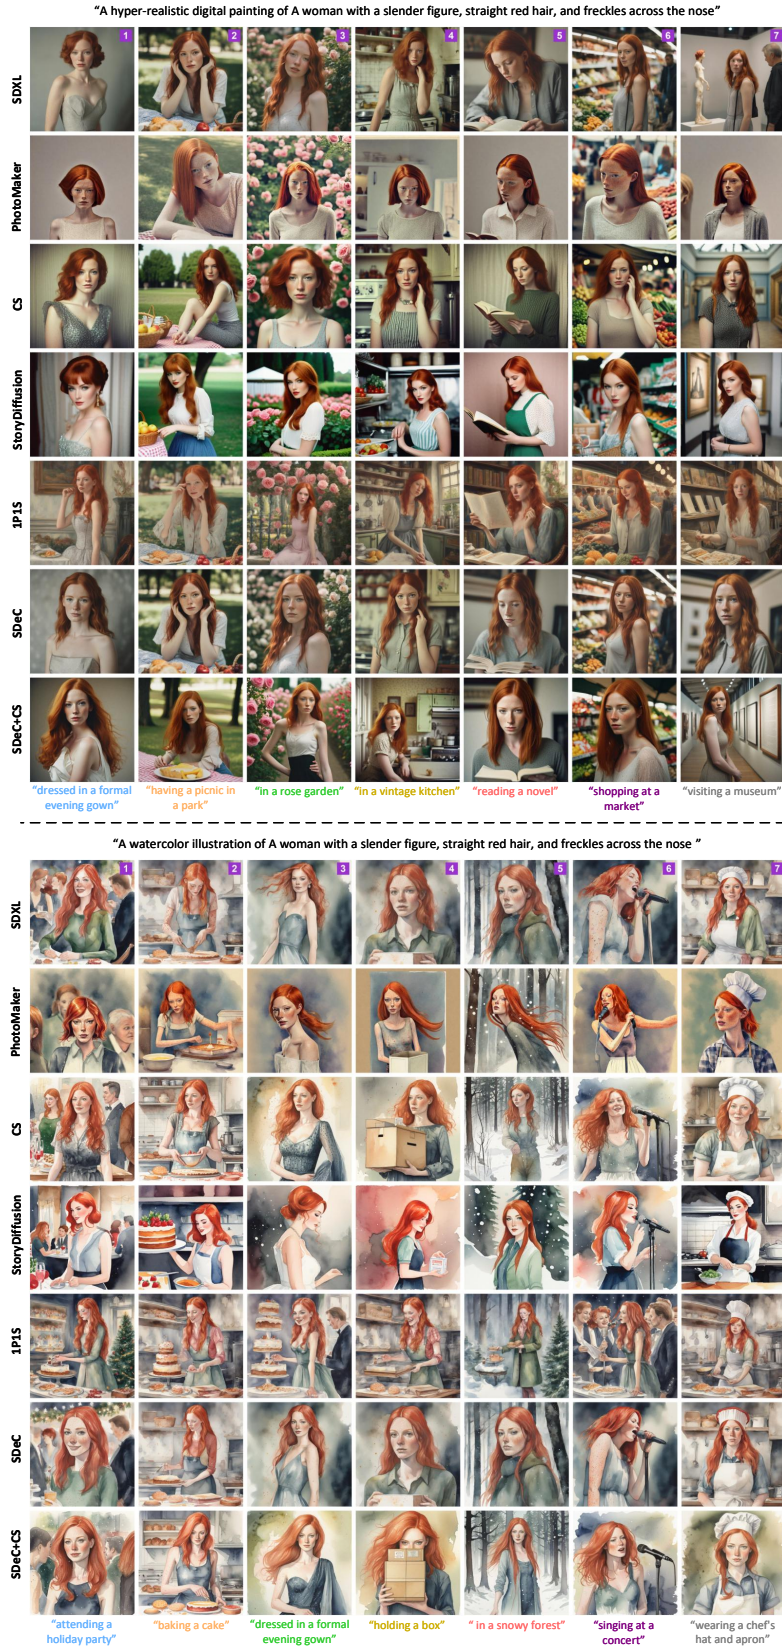 “A hyper-realistic digital painting of A woman with a slender figure, straight red hair, and freckles across the nose”
1 2 3 4 5 6 7
SDXL
PhotoMaker
CS
StoryDiffusion
1P1S
SDeC
SDeC+CS
“dressed in a formal evening gown”
“having a picnic in a park”
“in a rose garden”
“in a vintage kitchen”
“reading a novel”
“shopping at a market”
“visiting a museum”
“A watercolor illustration of A woman with a slender figure, straight red hair, and freckles across the nose ”
1 2 3 4 5 6 7
SDXL
PhotoMaker
CS
StoryDiffusion
1P1S
SDeC
SDeC+CS
“attending a holiday party”
“baking a cake”
“dressed in a formal evening gown”
“holding a box”
“ in a snowy forest”
“singing at a concert”
“wearing a chef's hat and apron”